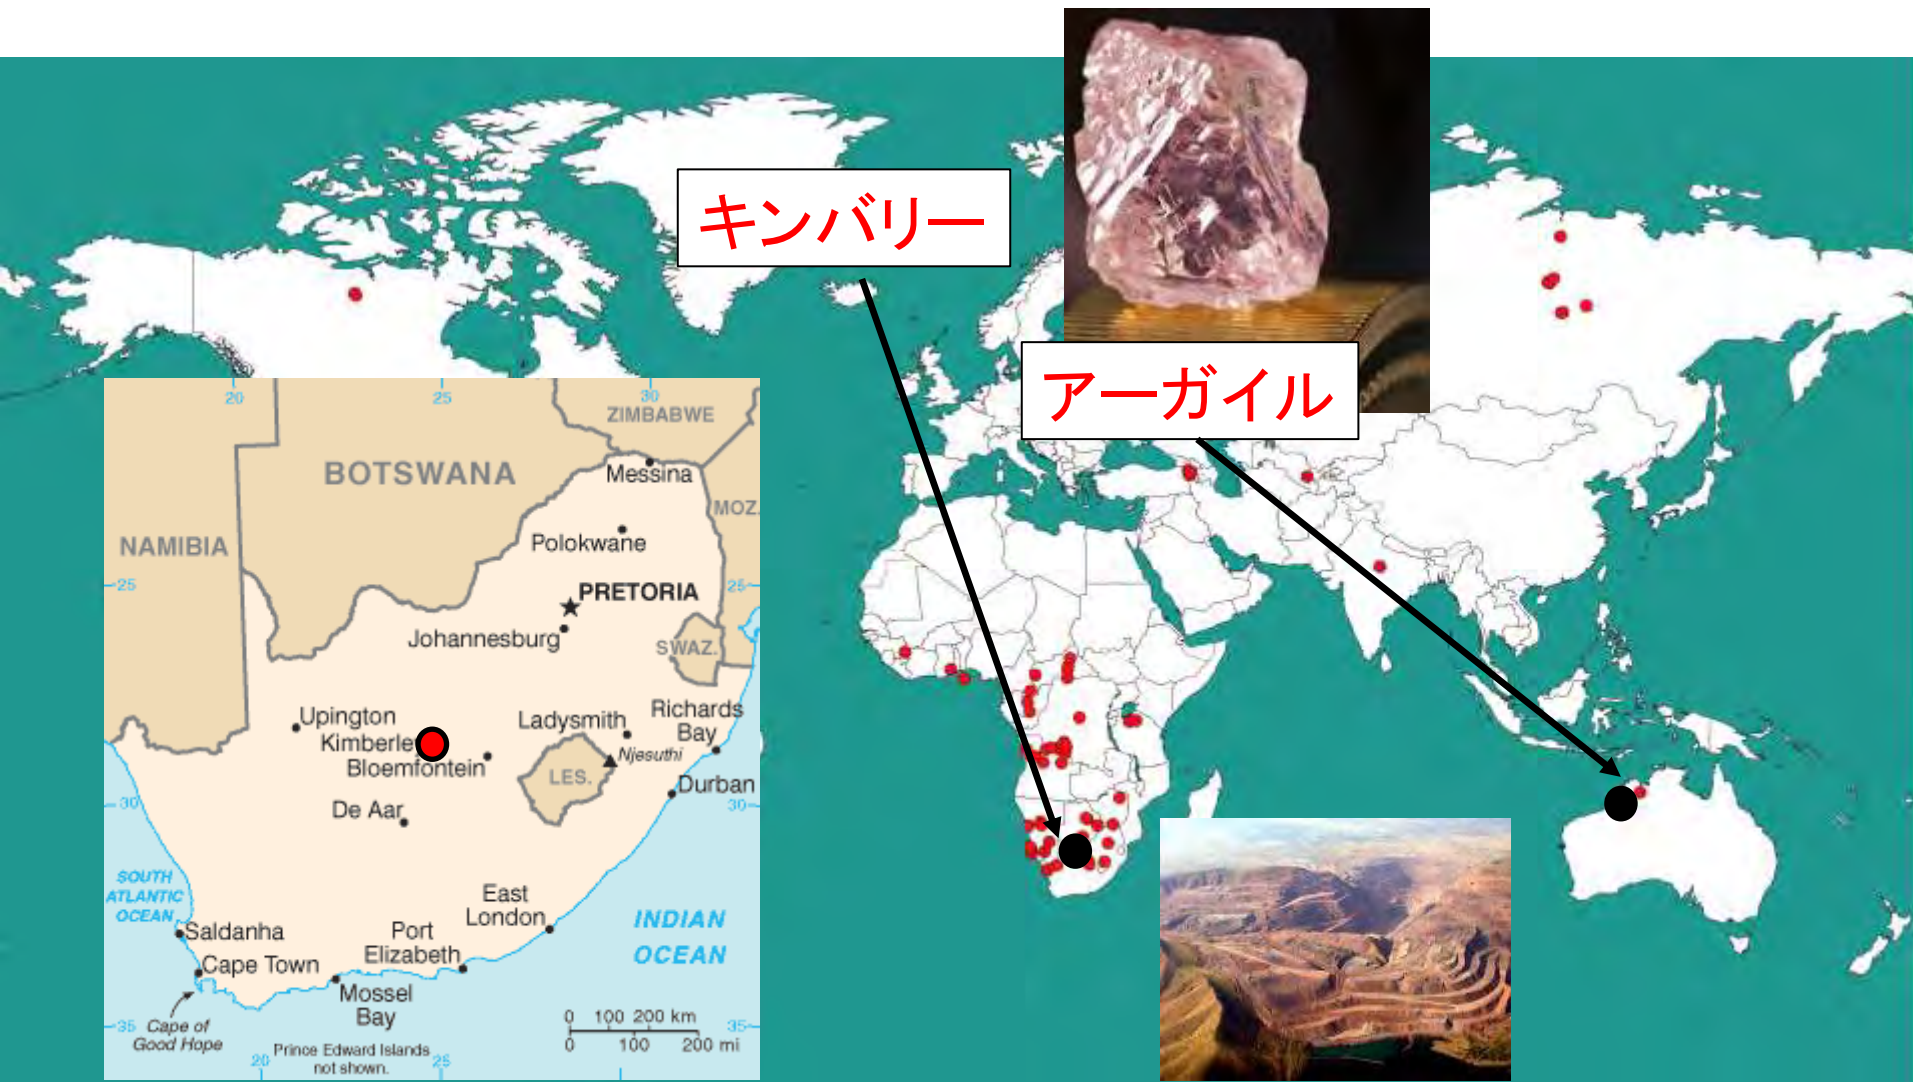 キンバリー
アーガイル
20
25
30
ZIMBABWE
BOTSWANA
Messina
MOZ.
NAMIBIA
Polokwane
25
PRETORIA
25
Johannesburg
SWAZ.
Upington
Ladysmith
Richards
Bay
Kimberle
Njesuthi
Bloemfontein
LES.
Durban
30
De Aar
30
SOUTH
ATLANTIC
OCEAN
East
London
INDIAN
OCEAN
Saldanha
Port
Elizabeth
Cape Town
Mossel
Bay
0 100 200 km
0 100 200 mi
35
Cape of
Good Hope
35
20
Prince Edward Islands
not shown.
25